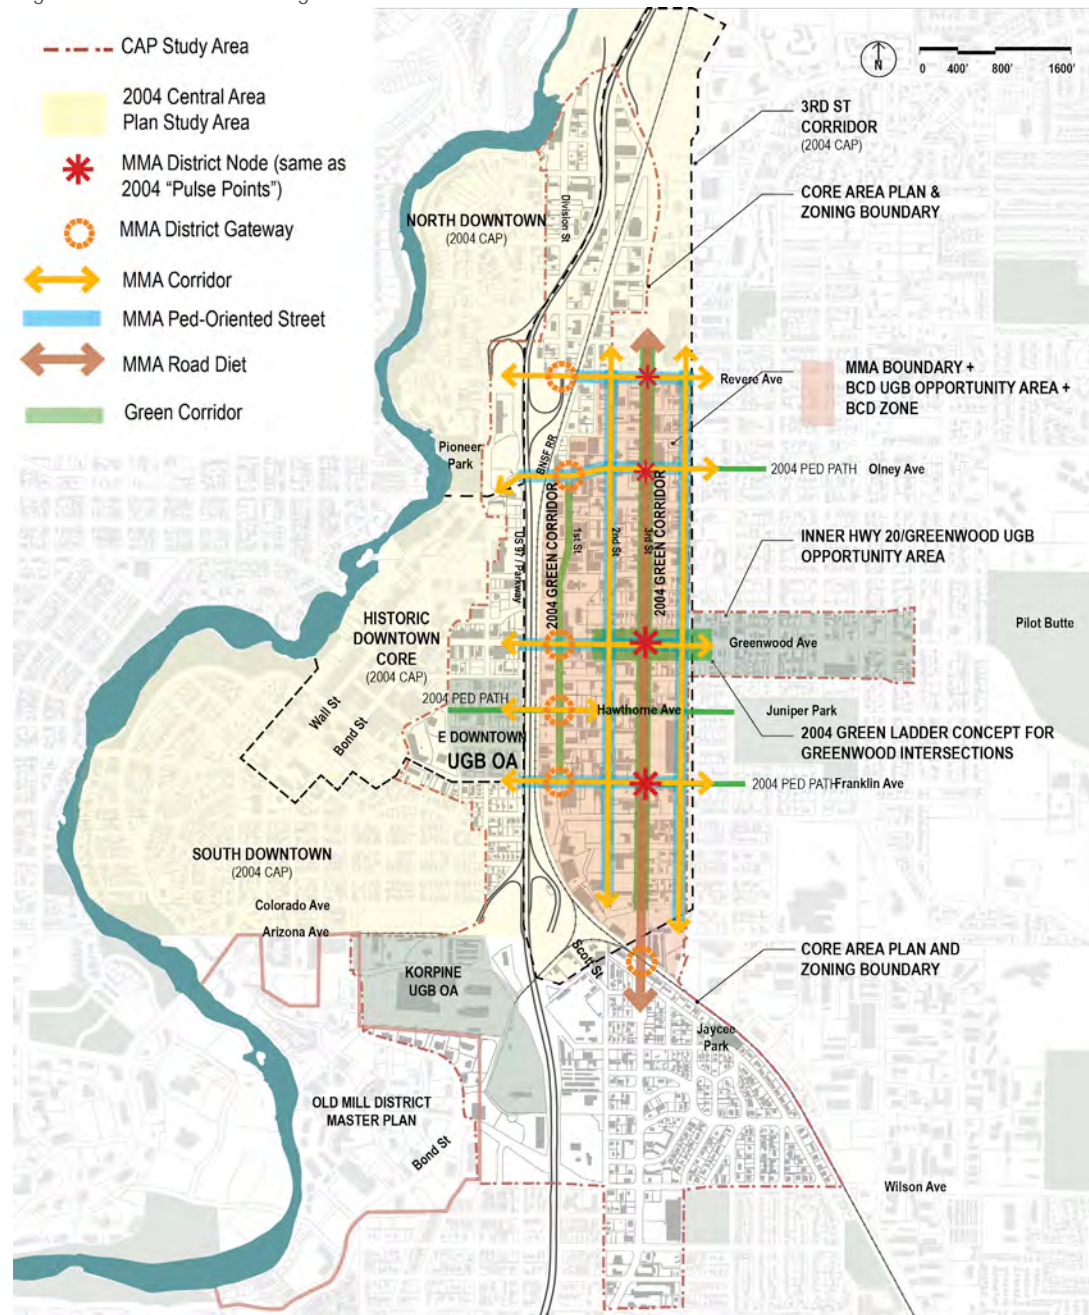 CAP Study Area
2004 Central Area
Plan Study Area
MMA District Node (same as
2004 “Pulse Points”)
MMA District Gateway
MMA Corridor
MMA Ped-Oriented Street
MMA Road Diet
Green Corridor
N
0 400' 800' 1600'
3RD ST
CORRIDOR
(2004 CAP)
CORE AREA PLAN &
ZONING BOUNDARY
NORTH DOWNTOWN
(2004 CAP)
Division St
MMA BOUNDARY +
BCD UGB OPPORTUNITY AREA +
BCD ZONE
Revere Ave
Pioneer
Park
BNSF RR
2004 PED PATH
Olney Ave
2004 GREEN CORRIDOR
1st St
2nd St
3rd St
2004 GREEN CORRIDOR
US 97 / Parkway
INNER HWY 20/GREENWOOD UGB
OPPORTUNITY AREA
Pilot Butte
HISTORIC
DOWNTOWN
CORE
(2004 CAP)
Greenwood Ave
Wall St
Bond St
2004 PED PATH
Hawthorne Ave
Juniper Park
E DOWNTOWN
UGB OA
2004 GREEN LADDER CONCEPT FOR
GREENWOOD INTERSECTIONS
2004 PED PATH
Franklin Ave
SOUTH DOWNTOWN
(2004 CAP)
Colorado Ave
Arizona Ave
Scott St
CORE AREA PLAN AND
ZONING BOUNDARY
KORPINE
UGB OA
Jaycee
Park
OLD MILL DISTRICT
MASTER PLAN
Bond St
Wilson Ave